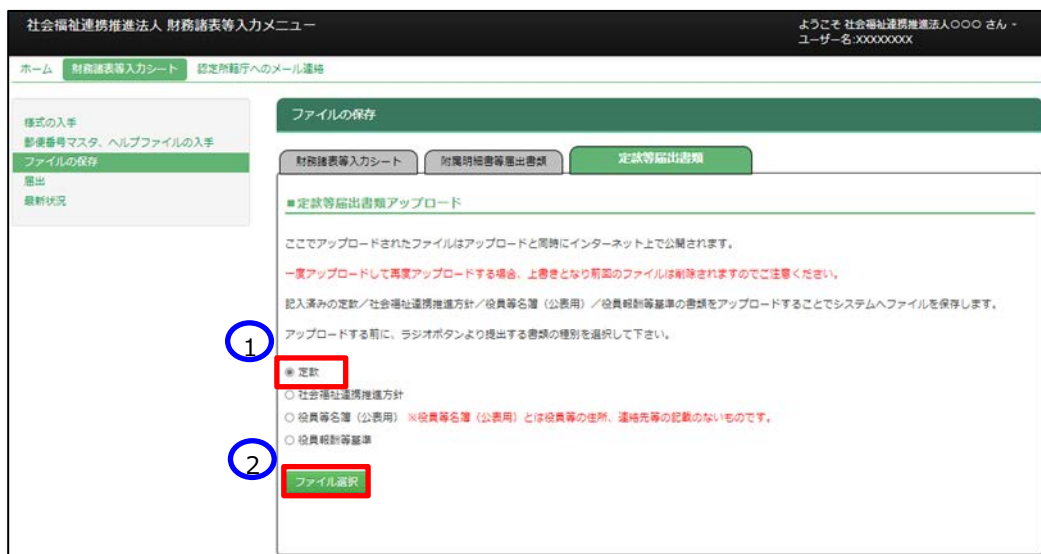 社会福祉連携推進法人 財務諸表等入力メニュー
ようこそ 社会福祉連携推進法人〇〇〇 さん
ユーザー名:XXXXXXXX
ホーム 財務諸表等入力シート 認定所轄庁へのメール連絡
様式の入手
郵便番号マスタ、ヘルプファイルの入手
ファイルの保存
届出
最新状況
ファイルの保存
財務諸表等入力シート 附属明細書等届出書類 定款等届出書類
■定款等届出書類アップロード
ここでアップロードされたファイルはアップロードと同時にインターネット上で公開されます。
一度アップロードして再度アップロードする場合、上書きとなり前回のファイルは削除されますのでご注意ください。
記入済みの定款/社会福祉連携推進方針/役員等名簿（公表用）/役員報酬等基準の書類をアップロードすることでシステムへファイルを保存します。
アップロードする前に、ラジオボタンより提出する書類の種別を選択して下さい。
1
定款
社会福祉連携推進方針
役員等名簿（公表用） ※役員等名簿（公表用）とは役員等の住所、連絡先等の記載のないものです。
役員報酬等基準
2
ファイル選択